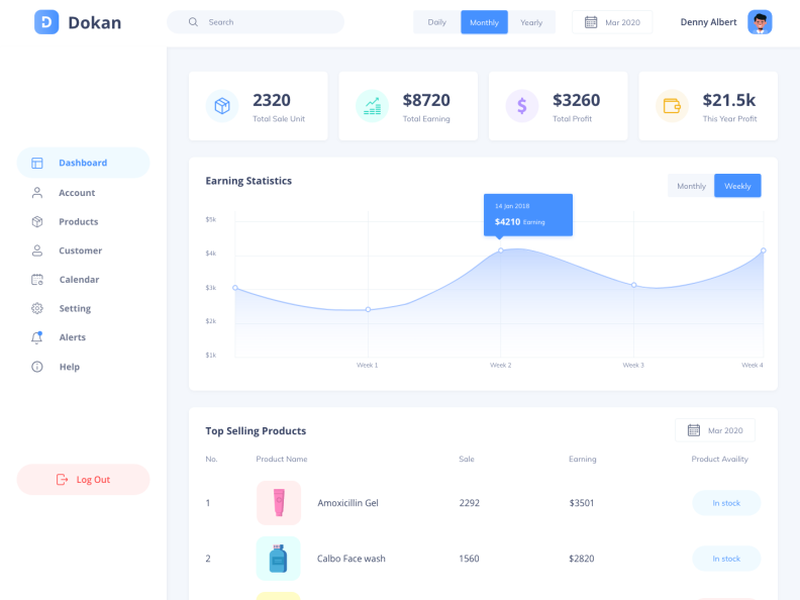 D Dokan
Search
Daily Monthly Yearly
Mar 2020
Denny Albert
2320
Total Sale Unit
$8720
Total Earning
$
$3260
Total Profit
$21.5k
This Year Profit
Dashboard
Account
Products
Customer
Calendar
Setting
Alerts
Help
Log Out
Earning Statistics
Monthly Weekly
14 Jan 2018
$4210 Earning
$5k
$4k
$3k
$2k
$1k
Week 1 Week 2 Week 3 Week 4
Top Selling Products
Mar 2020
No. Product Name Sale Earning Product Availity
1 Amoxicillin Gel 2292 $3501 In stock
2 Calbo Face wash 1560 $2820 In stock